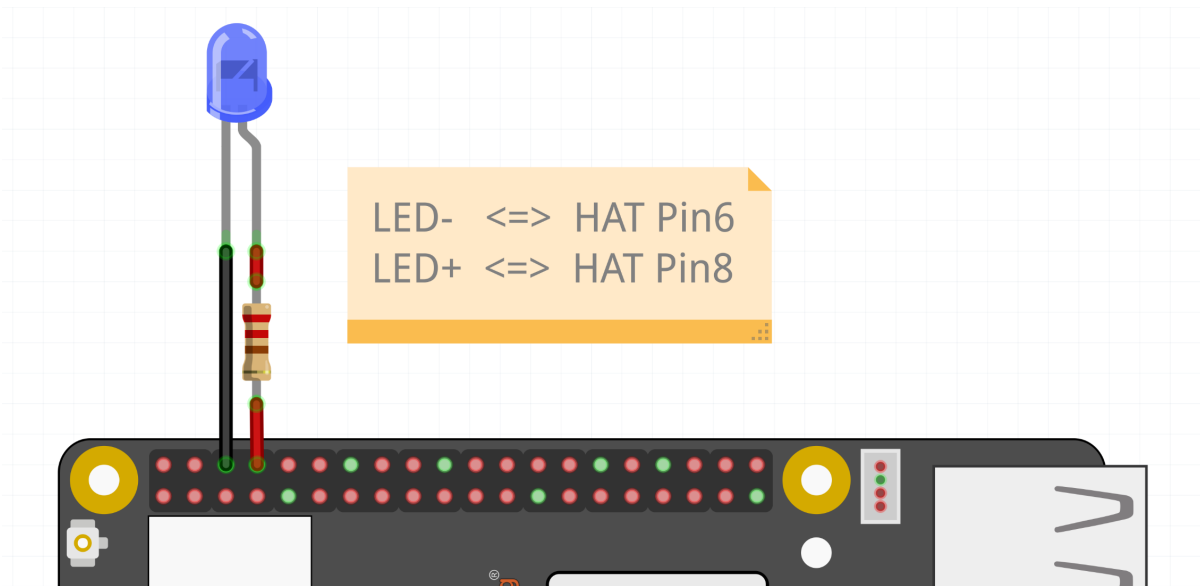 LED- <=> HAT Pin6
LED+ <=> HAT Pin8
®